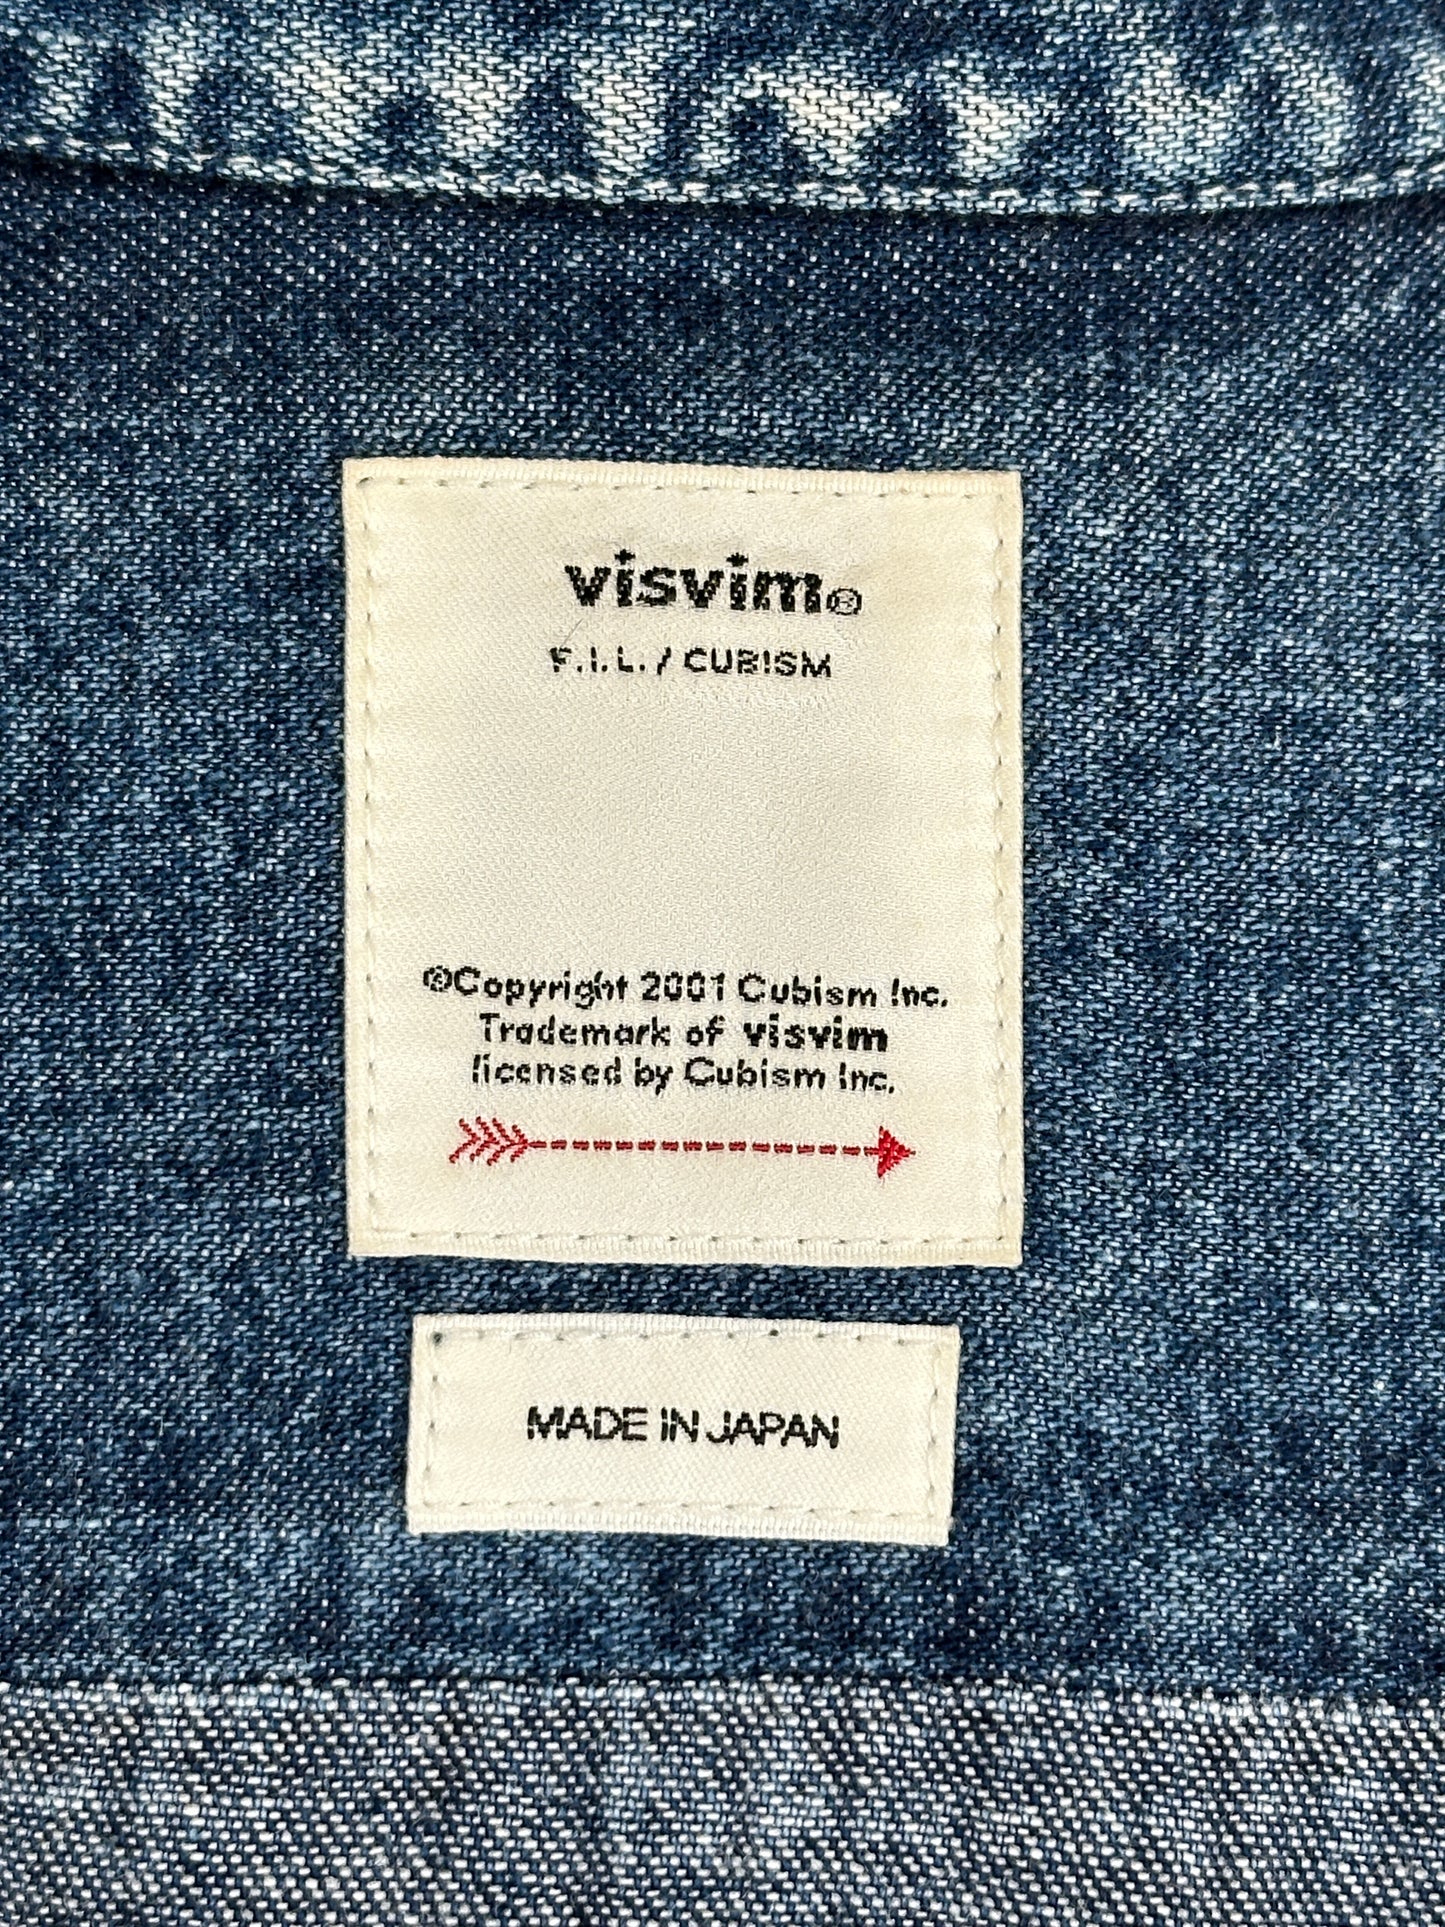 visvim®
F.I.L. / CUBISM
©Copyright 2001 Cubism Inc.
Trademark of visvim
licensed by Cubism Inc.
MADE IN JAPAN